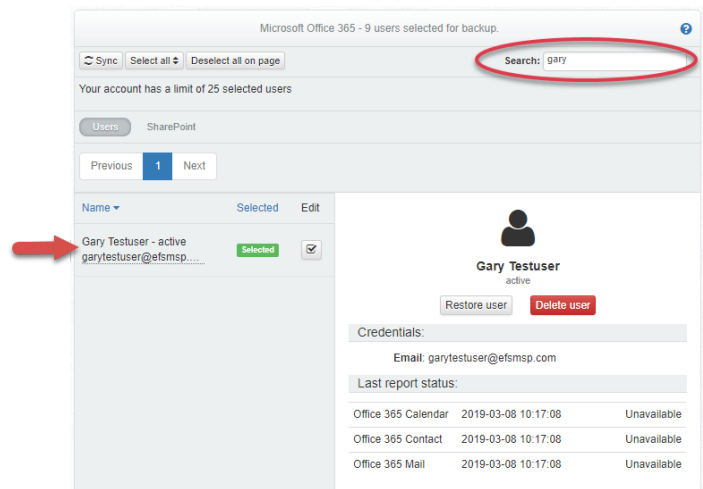 Microsoft Office 365 - 9 users selected for backup.
Sync Select all Deselect all on page
Search: gary
Your account has a limit of 25 selected users
Users SharePoint
Previous 1 Next
Name Selected Edit
Gary Testuser - active
garytestuser@efsmsp....
Selected
Gary Testuser
active
Restore user Delete user
Credentials:
Email: garytestuser@efsmsp.com
Last report status:
Office 365 Calendar 2019-03-08 10:17:08 Unavailable
Office 365 Contact 2019-03-08 10:17:08 Unavailable
Office 365 Mail 2019-03-08 10:17:08 Unavailable